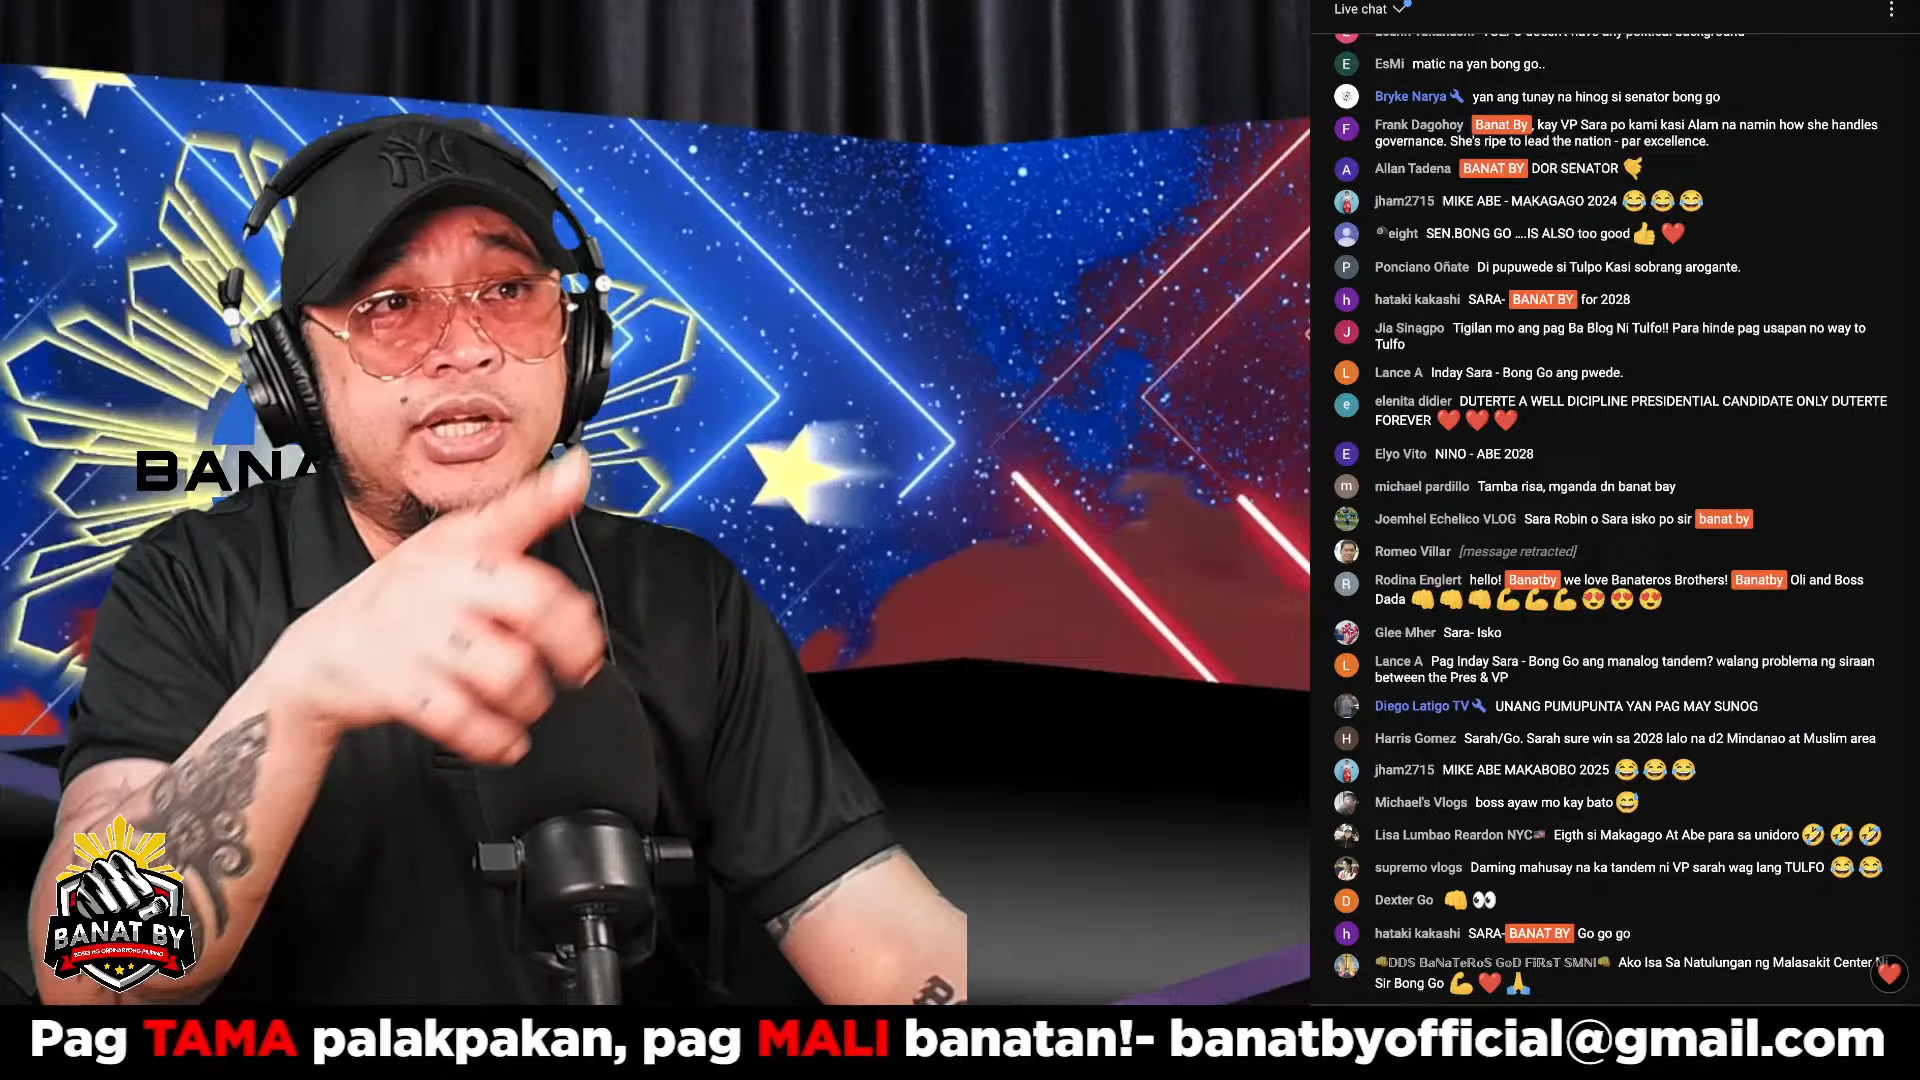 Live chat
TULFO doesn't have any political background
E EsMi matic na yan bong go..
Bryke Narya yan ang tunay na hinog si senator bong go
F Frank Dagohoy Banat By, kay VP Sara po kami kasi Alam na namin how she handles
governance. She's ripe to lead the nation - par excellence.
A Allan Tadena BANAT BY DOR SENATOR
jham2715 MIKE ABE - MAKAGAGO 2024 😂😂😂
eight SEN.BONG GO ....IS ALSO too good 👍❤️
P Ponciano Oñate Di pupuwede si Tulpo Kasi sobrang arogante.
h hataki kakashi SARA- BANAT BY for 2028
J Jia Sinagpo Tigilan mo ang pag Ba Blog Ni Tulfo!! Para hinde pag usapan no way to
Tulfo
L Lance A Inday Sara - Bong Go ang pwede.
e elenita didier DUTERTE A WELL DICIPLINE PRESIDENTIAL CANDIDATE ONLY DUTERTE
FOREVER ❤️❤️❤️
E Elyo Vito NINO - ABE 2028
m michael pardillo Tamba risa, mganda dn banat bay
Joemhel Echelico VLOG Sara Robin o Sara isko po sir banat by
Romeo Villar [message retracted]
R Rodina Englert hello! Banatby we love Banateros Brothers! Banatby Oli and Boss
Dada 👊👊👊💪💪💪😍😍😍
Glee Mher Sara- Isko
L Lance A Pag Inday Sara - Bong Go ang manalog tandem? walang problema ng siraan
between the Pres & VP
Diego Latigo TV UNANG PUMUPUNTA YAN PAG MAY SUNOG
H Harris Gomez Sarah/Go. Sarah sure win sa 2028 lalo na d2 Mindanao at Muslim area
jham2715 MIKE ABE MAKABOBO 2025 😂😂😂
Michael's Vlogs boss ayaw mo kay bato 😅
Lisa Lumbao Reardon NYC Eigth si Makagago At Abe para sa unidoro 🤣🤣🤣
supremo vlogs Daming mahusay na ka tandem ni VP sarah wag lang TULFO 😂😂
D Dexter Go 👊👀
h hataki kakashi SARA-BANAT BY Go go go
👊DDS BaNaTeRoS GoD FiRsT SMNI👊 Ako Isa Sa Natulungan ng Malasakit Center Ni
Sir Bong Go 💪❤️🙏
NY
BANA
BANAT BY
BOSES NG ORDINARYONG PILIPINO
Pag TAMA palakpakan, pag MALI banatan!- banatbyofficial@gmail.com